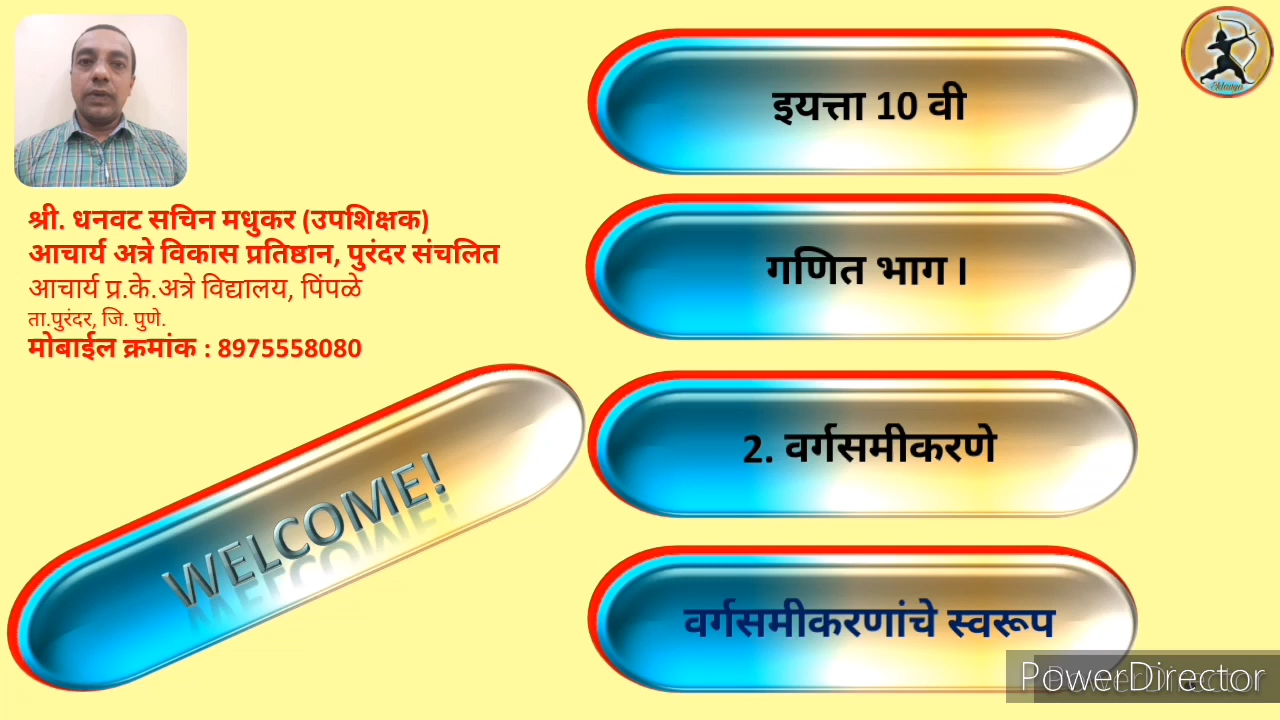 श्री. धनवट सचिन मधुकर (उपशिक्षक)
आचार्य अत्रे विकास प्रतिष्ठान, पुरंदर संचलित
आचार्य प्र.के.अत्रे विद्यालय, पिंपळे
ता.पुरंदर, जि. पुणे.
मोबाईल क्रमांक : 8975558080
WELCOME!
इयत्ता 10 वी
गणित भाग I
2. वर्गसमीकरणे
वर्गसमीकरणांचे स्वरूप
PowerDirector